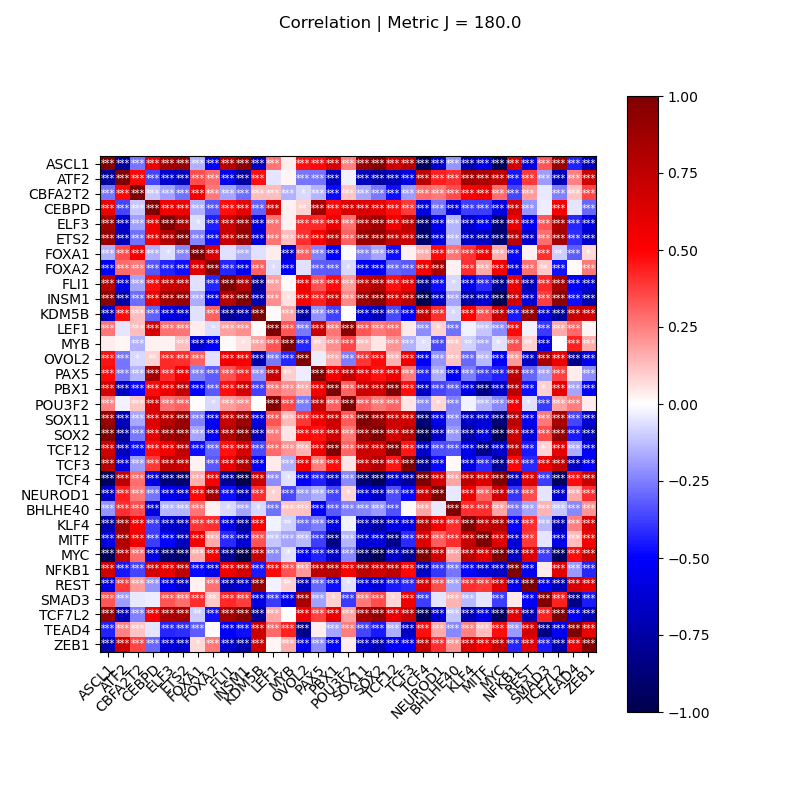 Correlation | Metric J = 180.0
ASCL1
ATF2
CBFA2T2
CEBPD
ELF3
ETS2
FOXA1
FOXA2
FLI1
INSM1
KDM5B
LEF1
MYB
OVOL2
PAX5
PBX1
POU3F2
SOX11
SOX2
TCF12
TCF3
TCF4
NEUROD1
BHLHE40
KLF4
MITF
MYC
NFKB1
REST
SMAD3
TCF7L2
TEAD4
ZEB1
ASCL1
ATF2
CBFA2T2
CEBPD
ELF3
ETS2
FOXA1
FOXA2
FLI1
INSM1
KDM5B
LEF1
MYB
OVOL2
PAX5
PBX1
POU3F2
SOX11
SOX2
TCF12
TCF3
TCF4
NEUROD1
BHLHE40
KLF4
MITF
MYC
NFKB1
REST
SMAD3
TCF7L2
TEAD4
ZEB1
1.00
0.75
0.50
0.25
0.00
−0.25
−0.50
−0.75
−1.00